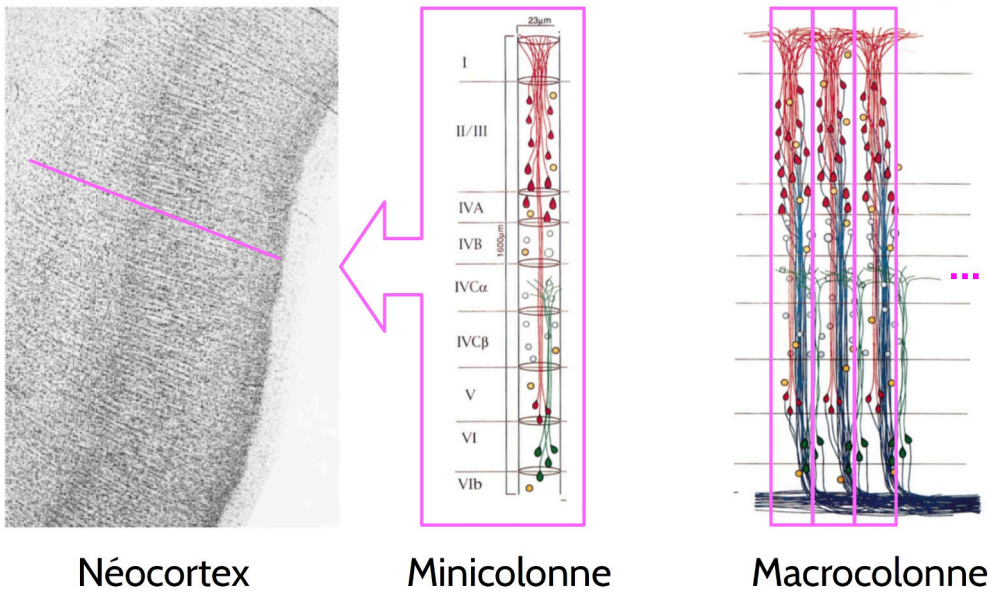 23µm
I
II/III
IVA
IVB
1600µm
IVCα
IVCβ
V
VI
VIb
Néocortex
Minicolonne
Macrocolonne